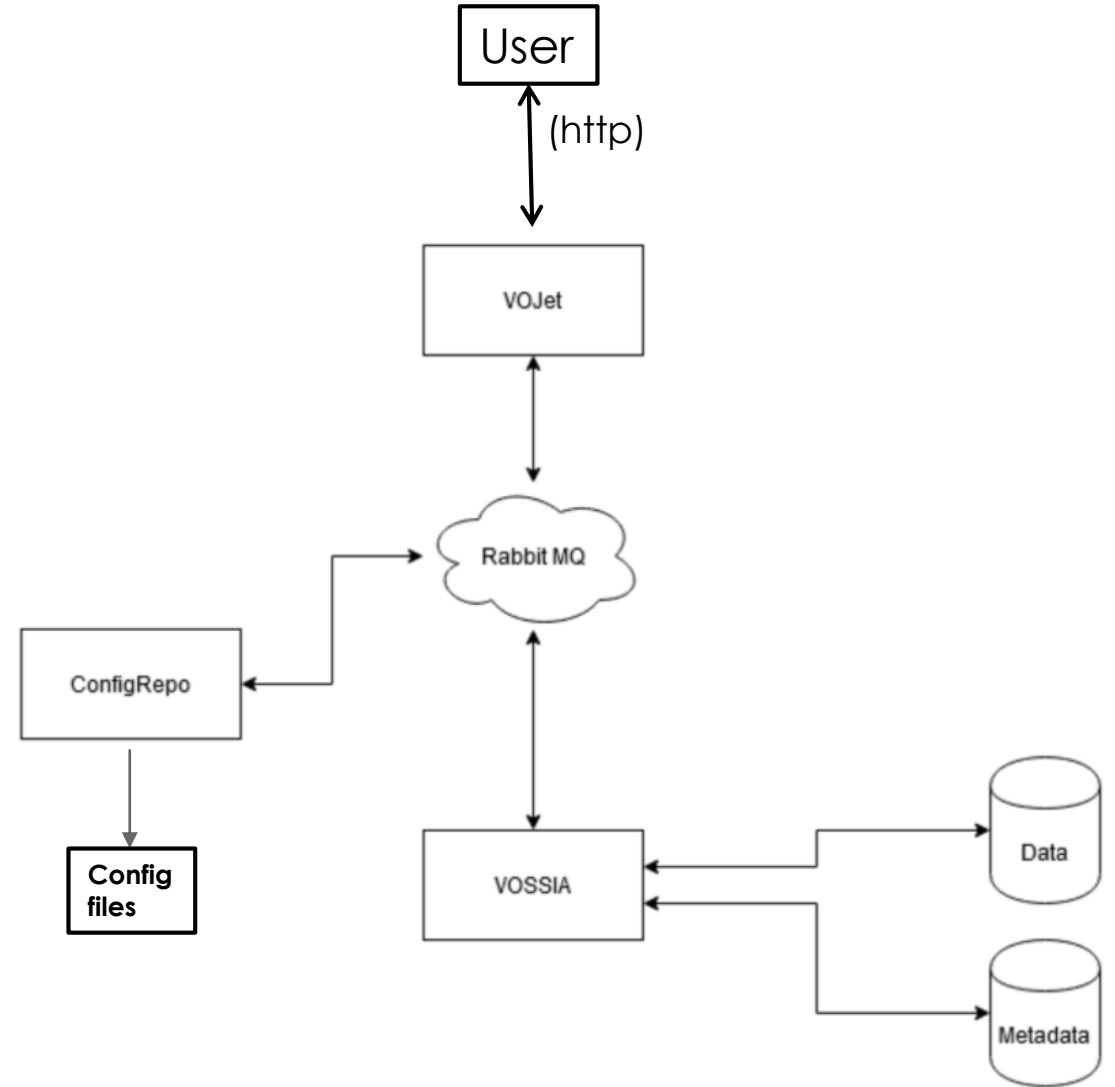 User
(http)
VOJet
Rabbit MQ
ConfigRepo
Config
files
VOSSIA
Data
Metadata